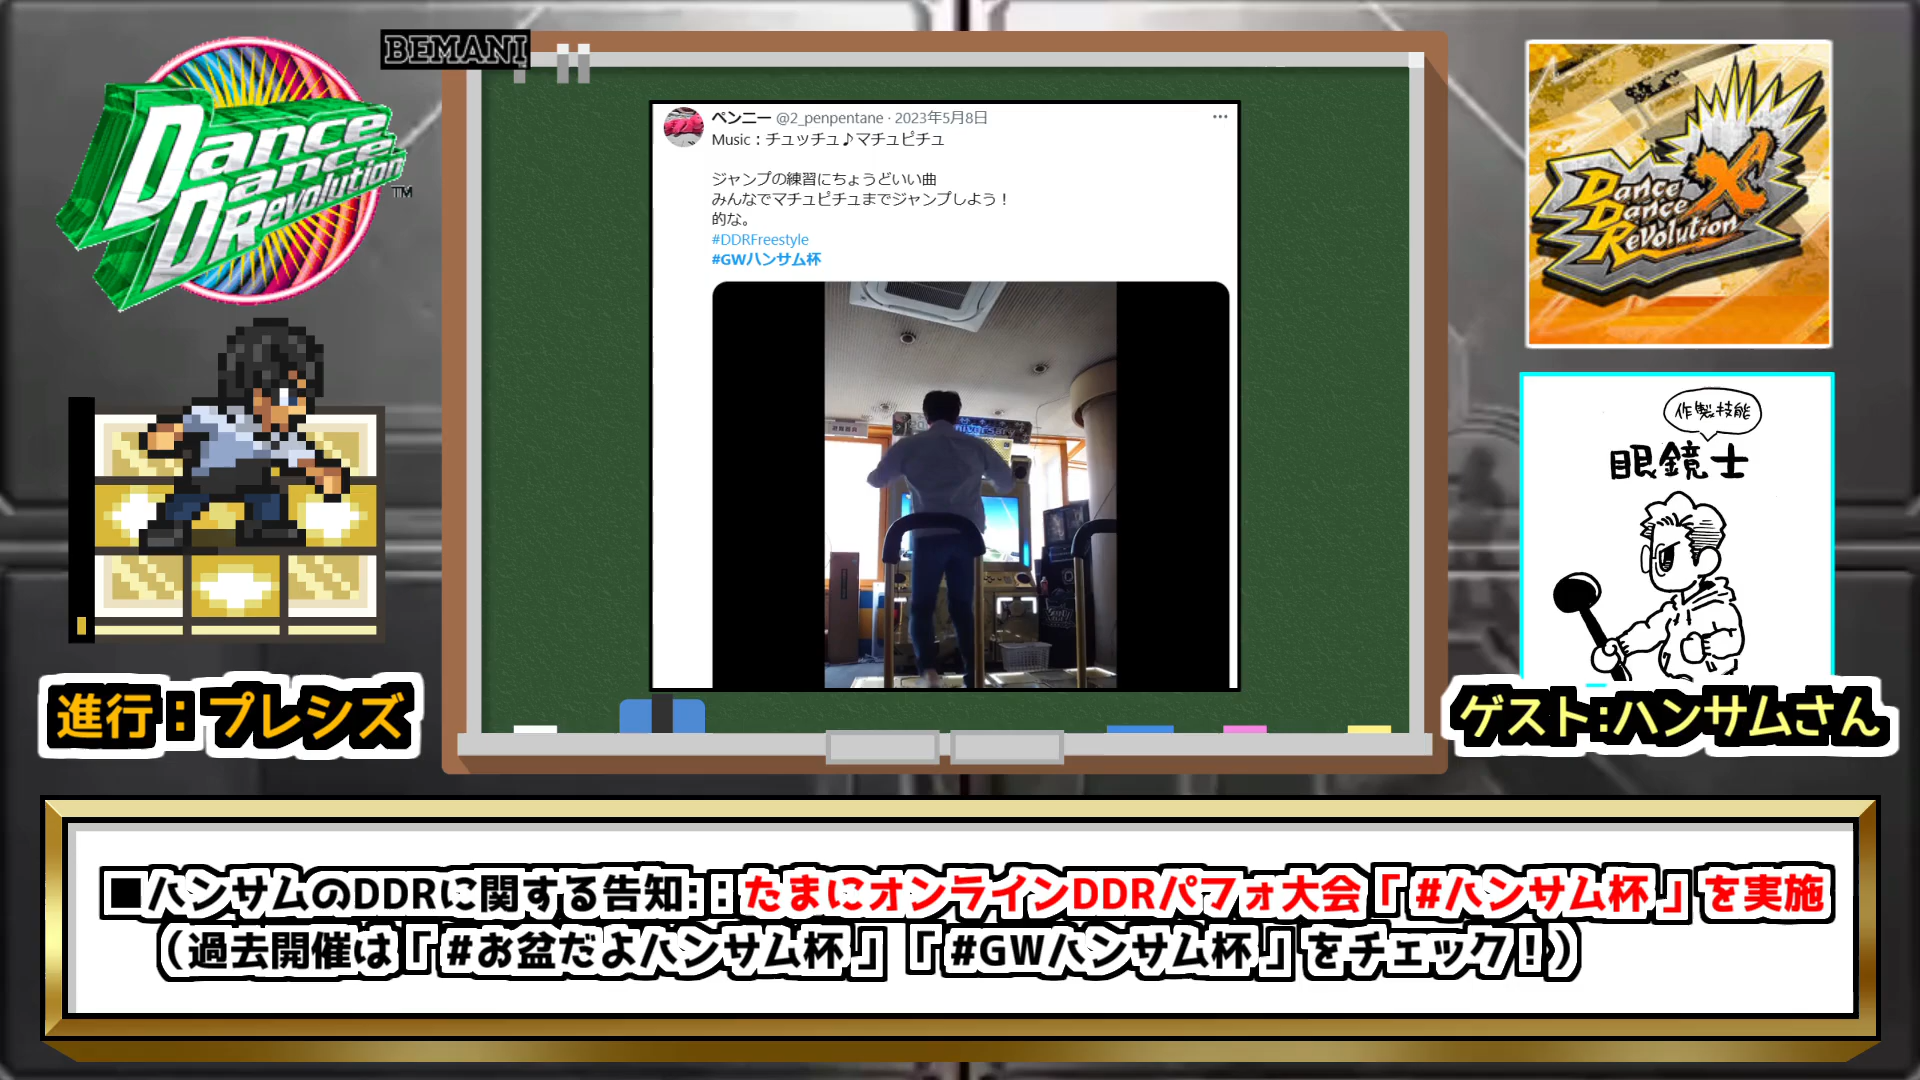 BEMANI
Dance
Dance
Revolution
TM
ペンニー @2_penpentane · 2023年5月8日
Music：チュッチュ♪マチュピチュ
ジャンプの練習にちょうどいい曲
みんなでマチュピチュまでジャンプしよう！
的な。
#DDRFreestyle
#GWハンサム杯
Dance
Dance
Revolution
X
作製技能
眼鏡士
進行：プレシズ
ゲスト:ハンサムさん
■ハンサムのDDRに関する告知:：たまにオンラインDDRパフォ大会「#ハンサム杯」を実施
（過去開催は「#お盆だよハンサム杯」「#GWハンサム杯」をチェック！）